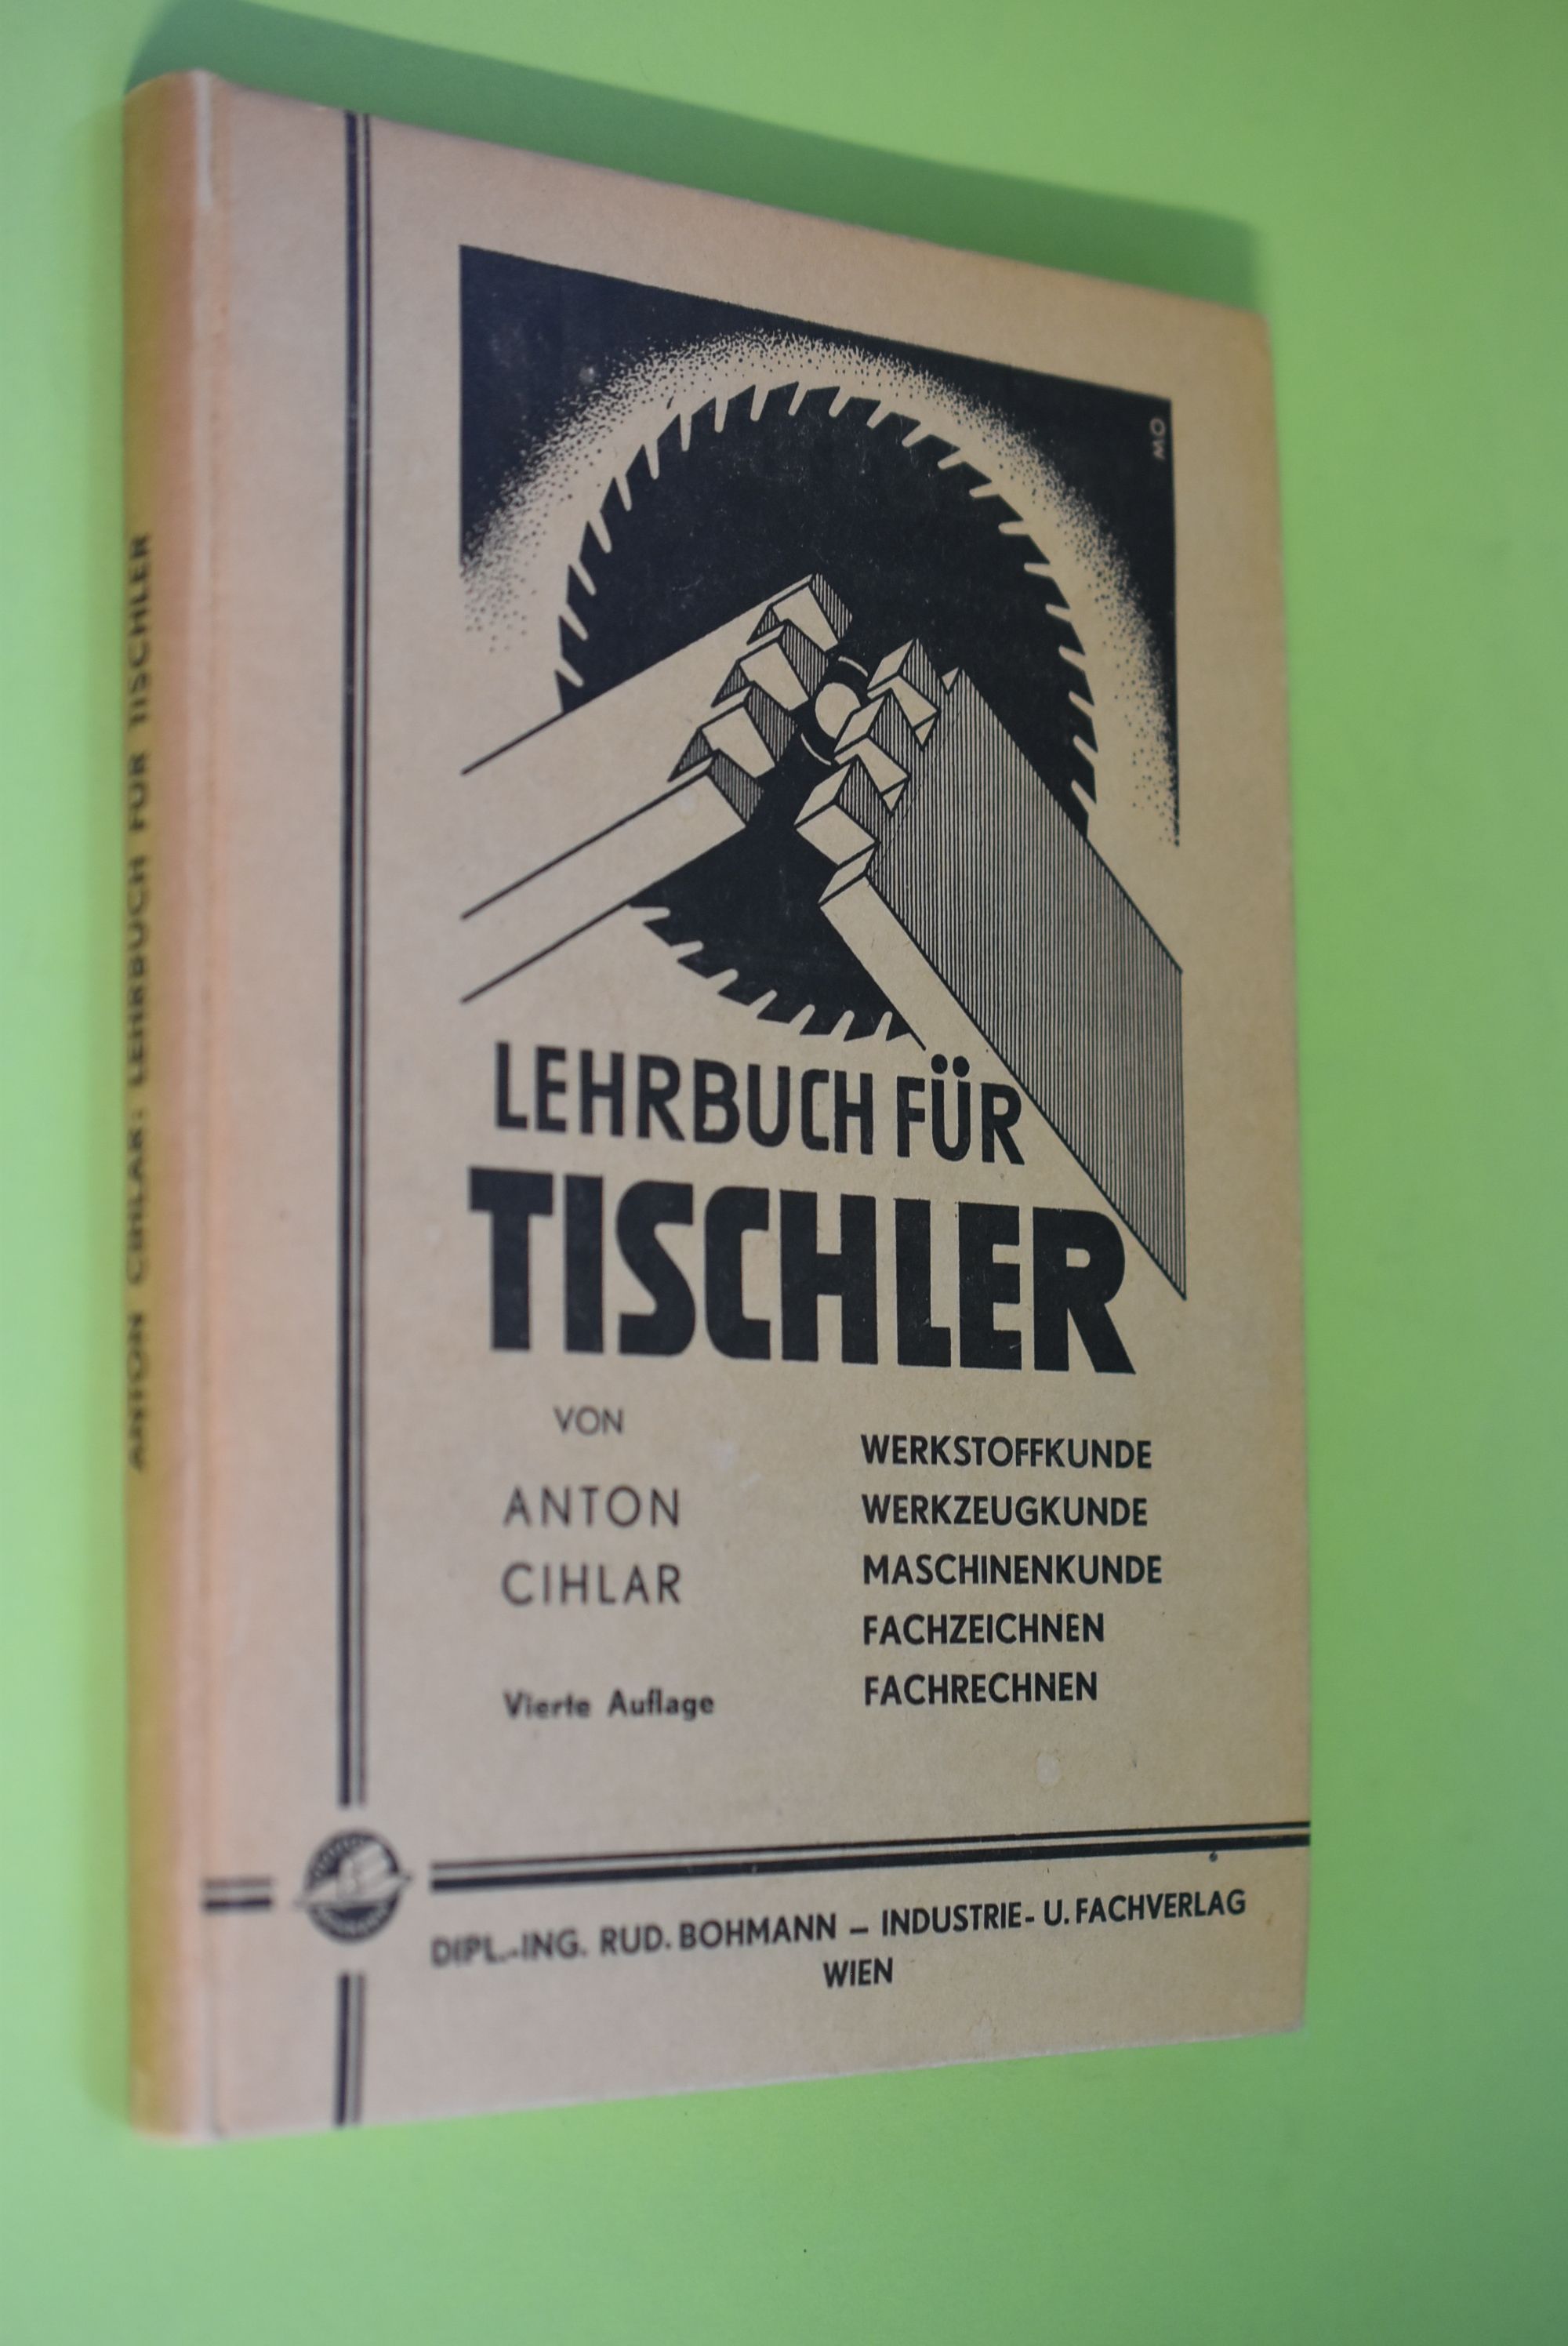 ANTON CIHLAR: LEHRBUCH FÜR TISCHLER
OW
LEHRBUCH FÜR
TISCHLER
VON
ANTON
CIHLAR
Vierte Auflage
WERKSTOFFKUNDE
WERKZEUGKUNDE
MASCHINENKUNDE
FACHZEICHNEN
FACHRECHNEN
DIPL.-ING. RUD. BOHMANN – INDUSTRIE- U. FACHVERLAG
WIEN